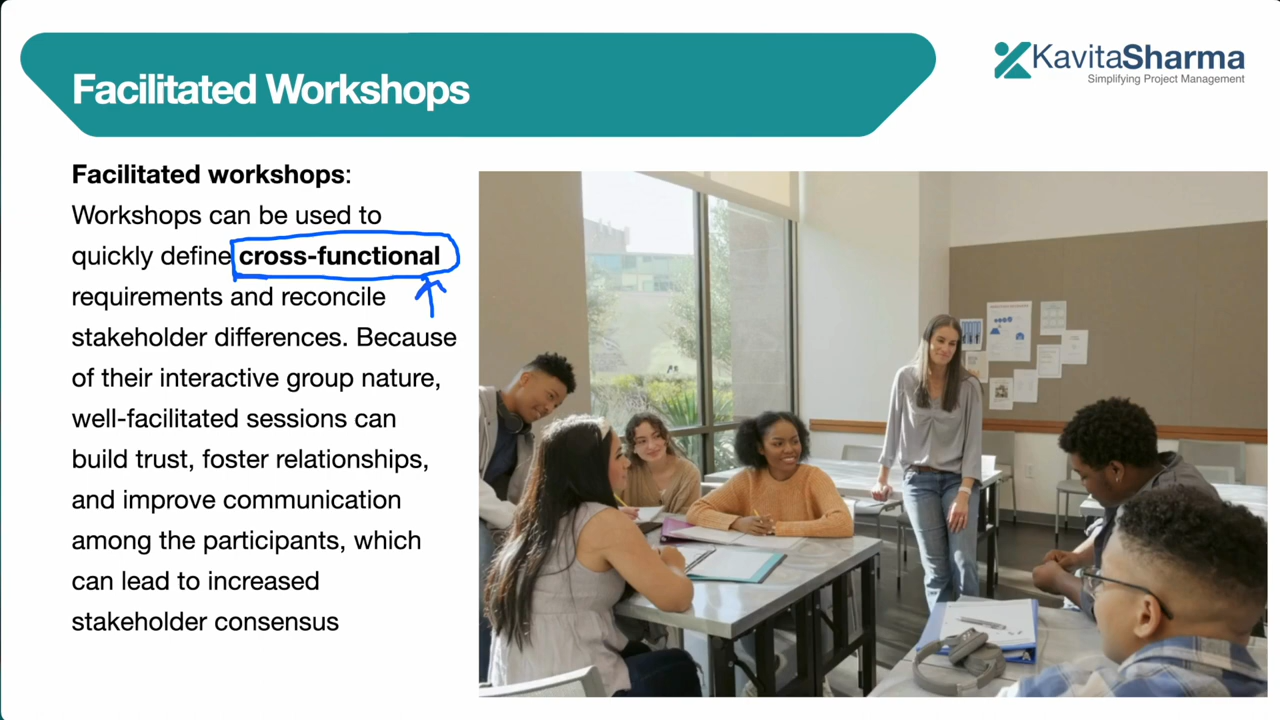 Facilitated Workshops
KavitaSharma
Simplifying Project Management
Facilitated workshops:
Workshops can be used to
quickly define cross-functional
requirements and reconcile
stakeholder differences. Because
of their interactive group nature,
well-facilitated sessions can
build trust, foster relationships,
and improve communication
among the participants, which
can lead to increased
stakeholder consensus